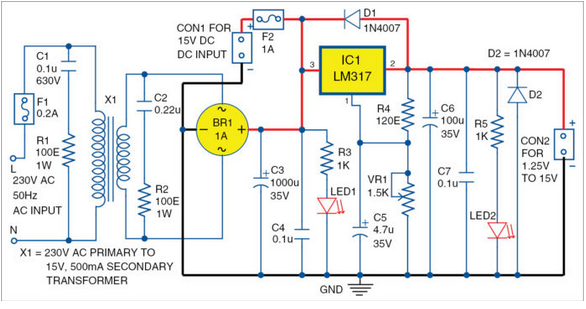 C1
0.1u
630V
F1
0.2A
R1
100E
1W
L
230V AC
50Hz
AC INPUT
N
X1
X1 = 230V AC PRIMARY TO
15V, 500mA SECONDARY
TRANSFORMER
C2
0.22u
R2
100E
1W
CON1 FOR
15V DC
DC INPUT
+
–
F2
1A
~
BR1
1A
–
+
~
C3
1000u
35V
+
C4
0.1u
R3
1K
LED1
D1
1N4007
IC1
LM317
3
2
1
R4
120E
VR1
1.5K
+
C5
4.7u
35V
GND
+
C6
100u
35V
C7
0.1u
R5
1K
LED2
D2 = 1N4007
D2
+
–
CON2
FOR
1.25V
TO 15V